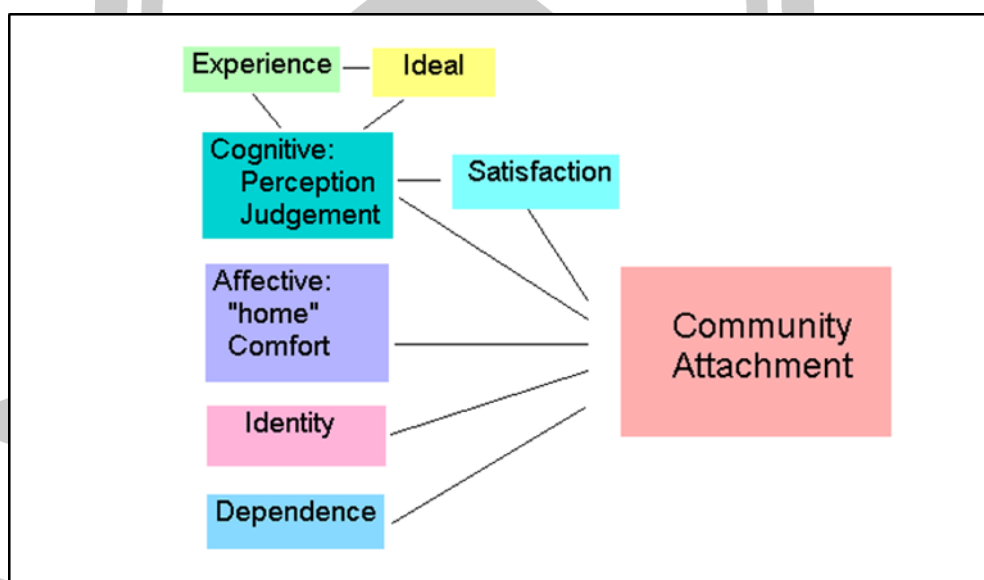 Experience
Ideal
Cognitive:
Perception
Judgement
Satisfaction
Affective:
"home"
Comfort
Community
Attachment
Identity
Dependence